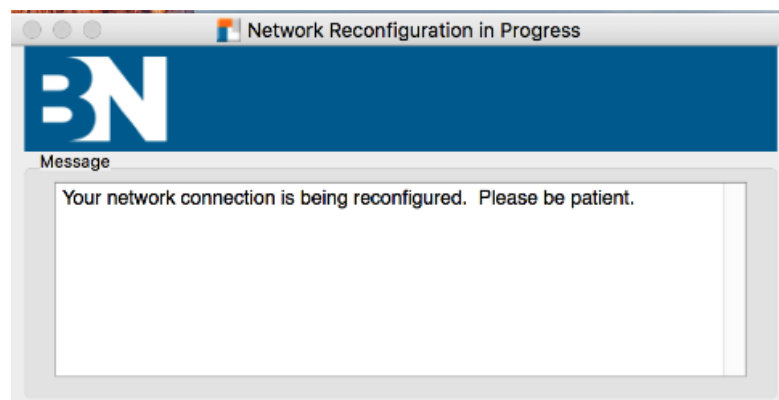 Network Reconfiguration in Progress
BN
Message
Your network connection is being reconfigured.  Please be patient.